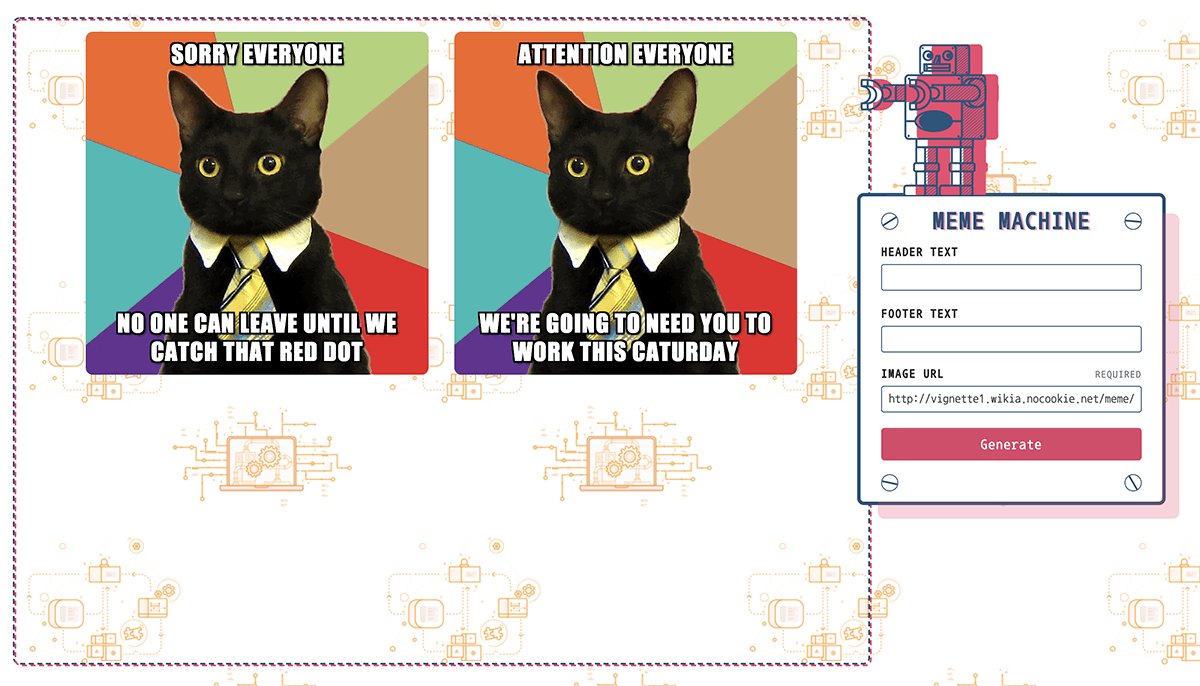 SORRY EVERYONE
NO ONE CAN LEAVE UNTIL WE
CATCH THAT RED DOT
ATTENTION EVERYONE
WE'RE GOING TO NEED YOU TO
WORK THIS CATURDAY
MEME MACHINE
HEADER TEXT
FOOTER TEXT
IMAGE URL REQUIRED
http://vignette1.wikia.nocookie.net/meme/
Generate